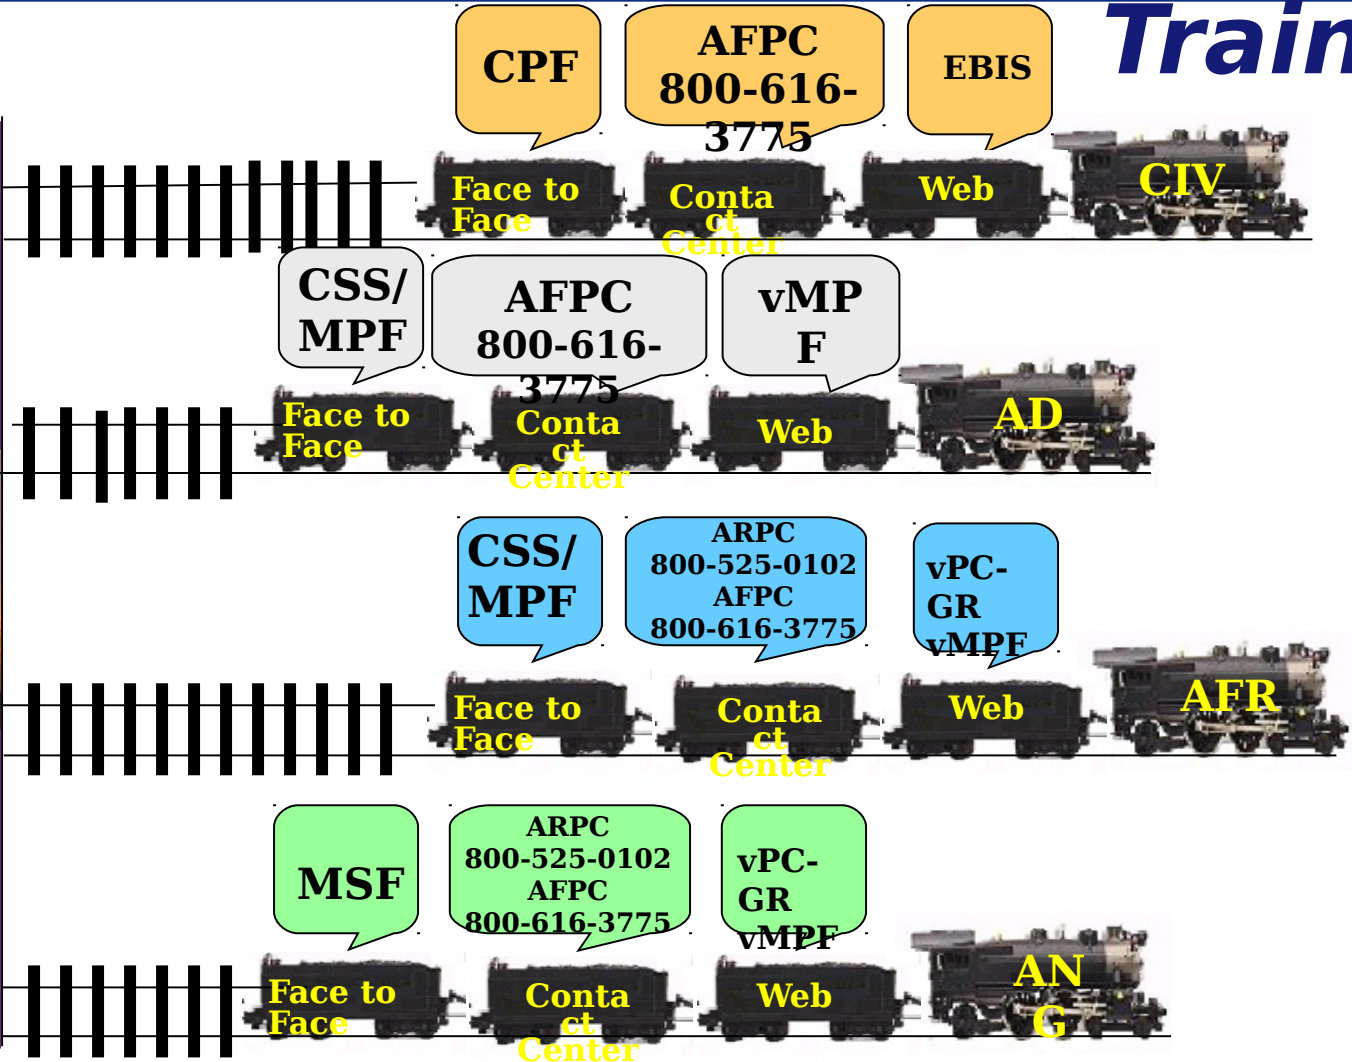 Train
CPF
AFPC
800-616-
3775
EBIS
Face to
Face
Conta
ct
Center
Web
CIV
CSS/
MPF
AFPC
800-616-
3775
vMP
F
Face to
Face
Conta
ct
Center
Web
AD
CSS/
MPF
ARPC
800-525-0102
AFPC
800-616-3775
vPC-
GR
vMPF
Face to
Face
Conta
ct
Center
Web
AFR
MSF
ARPC
800-525-0102
AFPC
800-616-3775
vPC-
GR
vMPF
Face to
Face
Conta
ct
Center
Web
AN
G